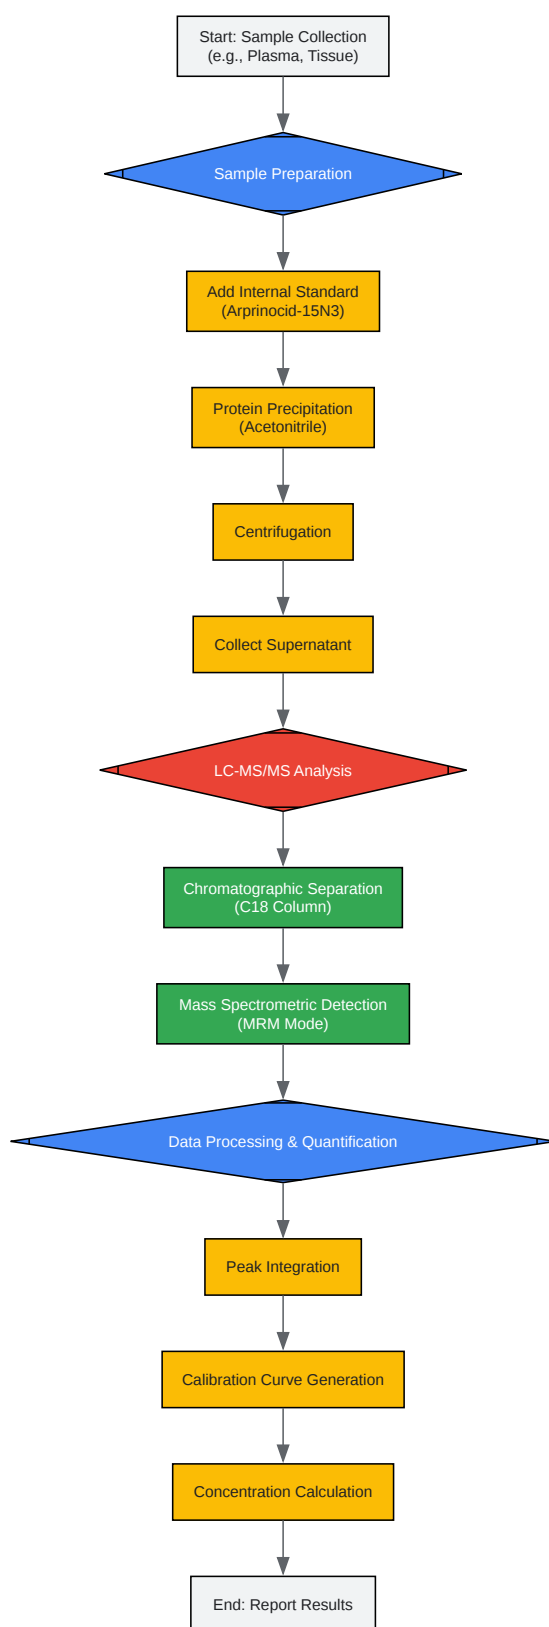 Start: Sample Collection
(e.g., Plasma, Tissue)
Sample Preparation
Add Internal Standard
(Arprinocid-15N3)
Protein Precipitation
(Acetonitrile)
Centrifugation
Collect Supernatant
LC-MS/MS Analysis
Chromatographic Separation
(C18 Column)
Mass Spectrometric Detection
(MRM Mode)
Data Processing & Quantification
Peak Integration
Calibration Curve Generation
Concentration Calculation
End: Report Results